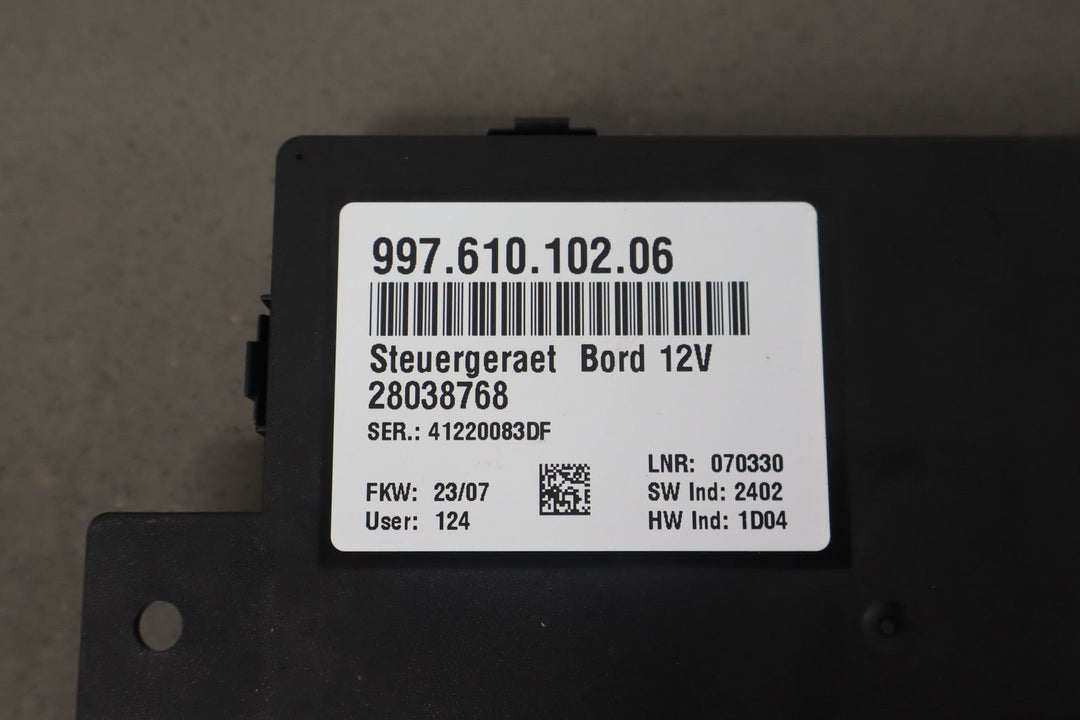 997.610.102.06
Steuergeraet Bord 12V
28038768
SER.: 41220083DF
FKW: 23/07
User: 124
LNR: 070330
SW Ind: 2402
HW Ind: 1D04